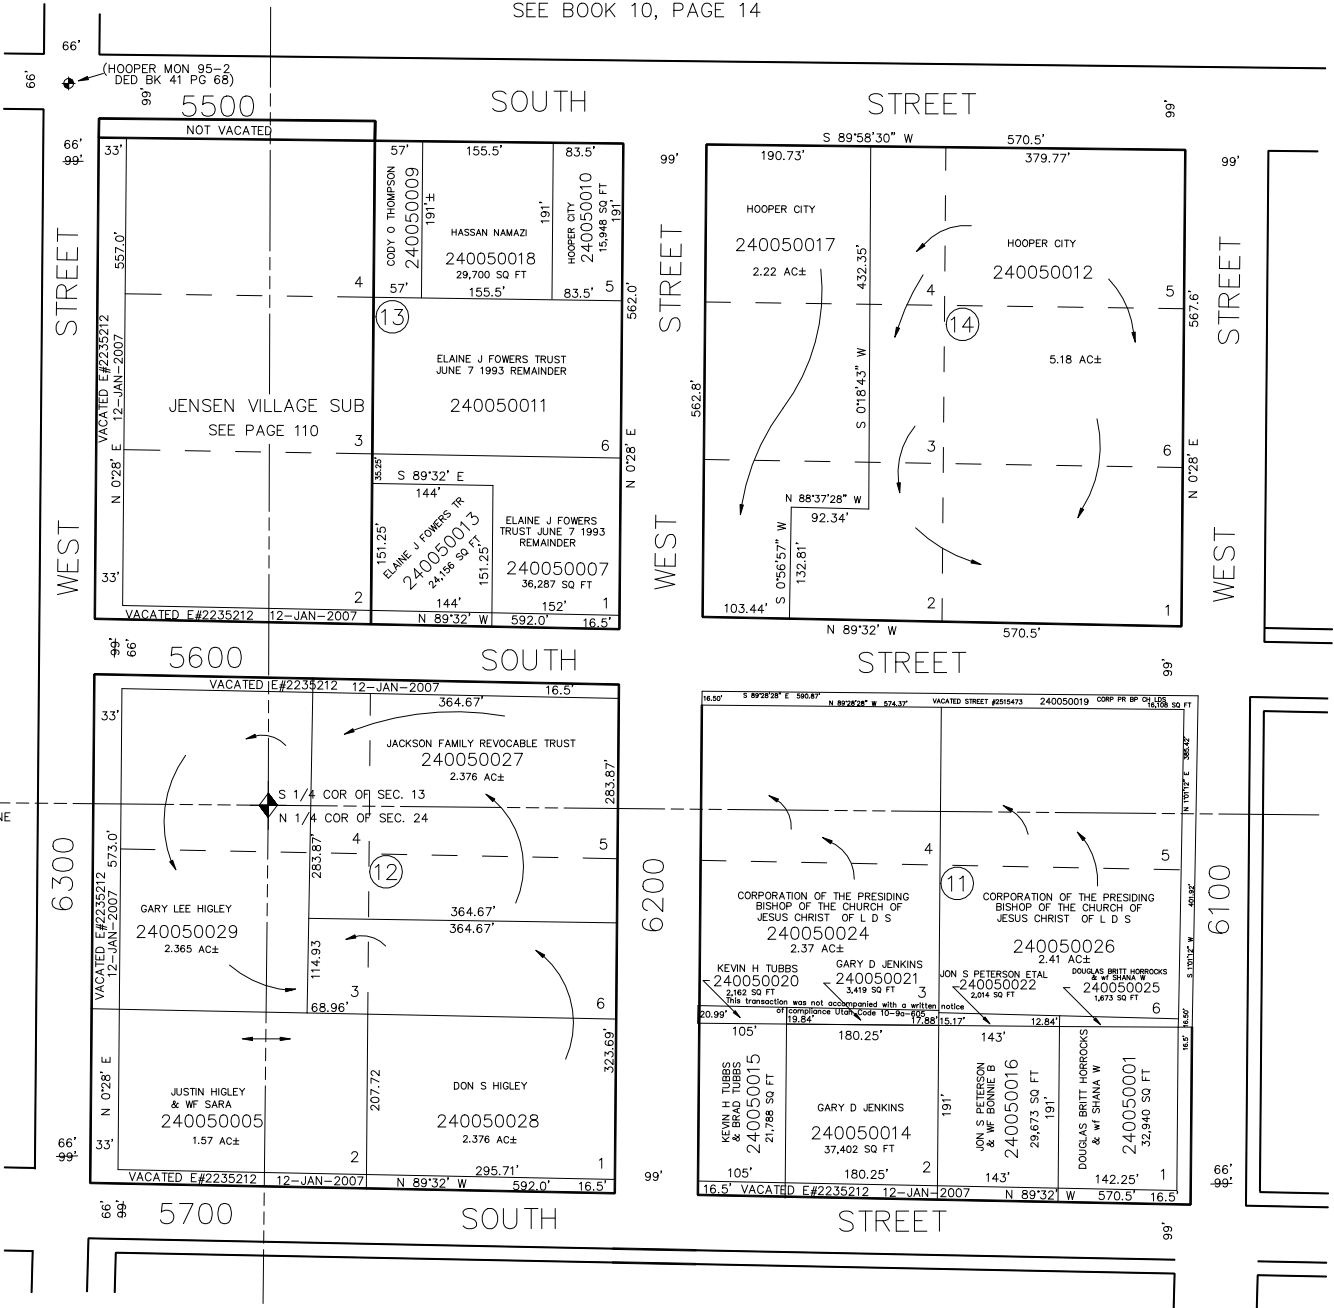 SEE BOOK 10, PAGE 14
66'
66'
(HOOPER MON 95-2
DED BK 41 PG 68)
99'
5500
SOUTH
STREET
99'
NOT VACATED
S 89°58'30" W
570.5'
66'
99'
33'
57'
155.5'
83.5'
99'
190.73'
379.77'
99'
CODY O THOMPSON
240050009
191'±
HASSAN NAMAZI
240050018
29,700 SQ FT
191'
HOOPER CITY
240050010
15,948 SQ FT
191'
HOOPER CITY
240050017
2.22 AC±
432.35'
HOOPER CITY
240050012
557.0'
STREET
STREET
STREET
4
57'
155.5'
83.5'
5
4
5
13
562.0'
14
567.6'
VACATED E#2235212
12-JAN-2007
ELAINE J FOWERS TRUST
JUNE 7 1993 REMAINDER
240050011
5.18 AC±
S 0°18'43" W
562.8'
JENSEN VILLAGE SUB
SEE PAGE 110
3
6
3
6
N 0°28' E
35.25'
S 89°32' E
144'
N 0°28' E
N 0°28' E
N 88°37'28" W
92.34'
ELAINE J FOWERS TR
240050013
24,156 SQ FT
151.25'
151.25'
ELAINE J FOWERS
TRUST JUNE 7 1993
REMAINDER
240050007
36,287 SQ FT
S 0°56'57" W
132.81'
WEST
WEST
WEST
33'
2
144'
152'
1
103.44'
2
1
VACATED E#2235212 12-JAN-2007
N 89°32' W
592.0'
16.5'
N 89°32' W
570.5'
99'
66'
5600
SOUTH
STREET
99'
VACATED E#2235212 12-JAN-2007
16.5'
33'
364.67'
16.50'
S 89°28'28" E 590.87'
N 89°28'28" W 574.37'
VACATED STREET #2515473
240050019
CORP PR BP CH LDS
16,108 SQ FT
JACKSON FAMILY REVOCABLE TRUST
240050027
2.376 AC±
283.87'
N 1°01'12" E 385.42'
S 1/4 COR OF SEC. 13
N 1/4 COR OF SEC. 24
NE
573.0'
283.87'
4
5
4
5
12
11
6300
6200
6100
VACATED E#2235212
12-JAN-2007
GARY LEE HIGLEY
240050029
2.365 AC±
364.67'
364.67'
CORPORATION OF THE PRESIDING
BISHOP OF THE CHURCH OF
JESUS CHRIST OF L D S
240050024
2.37 AC±
CORPORATION OF THE PRESIDING
BISHOP OF THE CHURCH OF
JESUS CHRIST OF L D S
240050026
2.41 AC±
401.92'
S 1°01'12" W
114.93
KEVIN H TUBBS
240050020
2,162 SQ FT
GARY D JENKINS
240050021
3,419 SQ FT
3
JON S PETERSON ETAL
240050022
2,014 SQ FT
DOUGLAS BRITT HORROCKS
& wf SHANA W
240050025
1,673 SQ FT
6
3
68.96'
6
This transaction was not accompanied with a written notice
of compliance Utah Code 10-9a-605
20.99'
19.84'
17.88'
15.17'
12.84'
16.50'
16.5'
105'
180.25'
143'
N 0°28' E
323.69'
207.72
JUSTIN HIGLEY
& WF SARA
240050005
1.57 AC±
DON S HIGLEY
240050028
2.376 AC±
KEVIN H TUBBS
& BRAD TUBBS
240050015
21,788 SQ FT
GARY D JENKINS
240050014
37,402 SQ FT
191'
JON S PETERSON
& WF BONNIE B
240050016
29,673 SQ FT
191'
DOUGLAS BRITT HORROCKS
& wf SHANA W
240050001
32,940 SQ FT
66'
99'
33'
2
295.71'
1
99'
105'
180.25'
2
143'
142.25'
1
66'
99'
VACATED E#2235212 12-JAN-2007
N 89°32' W
592.0'
16.5'
16.5'
VACATED E#2235212 12-JAN-2007
N 89°32' W
570.5'
16.5'
66'
99'
5700
SOUTH
STREET
99'